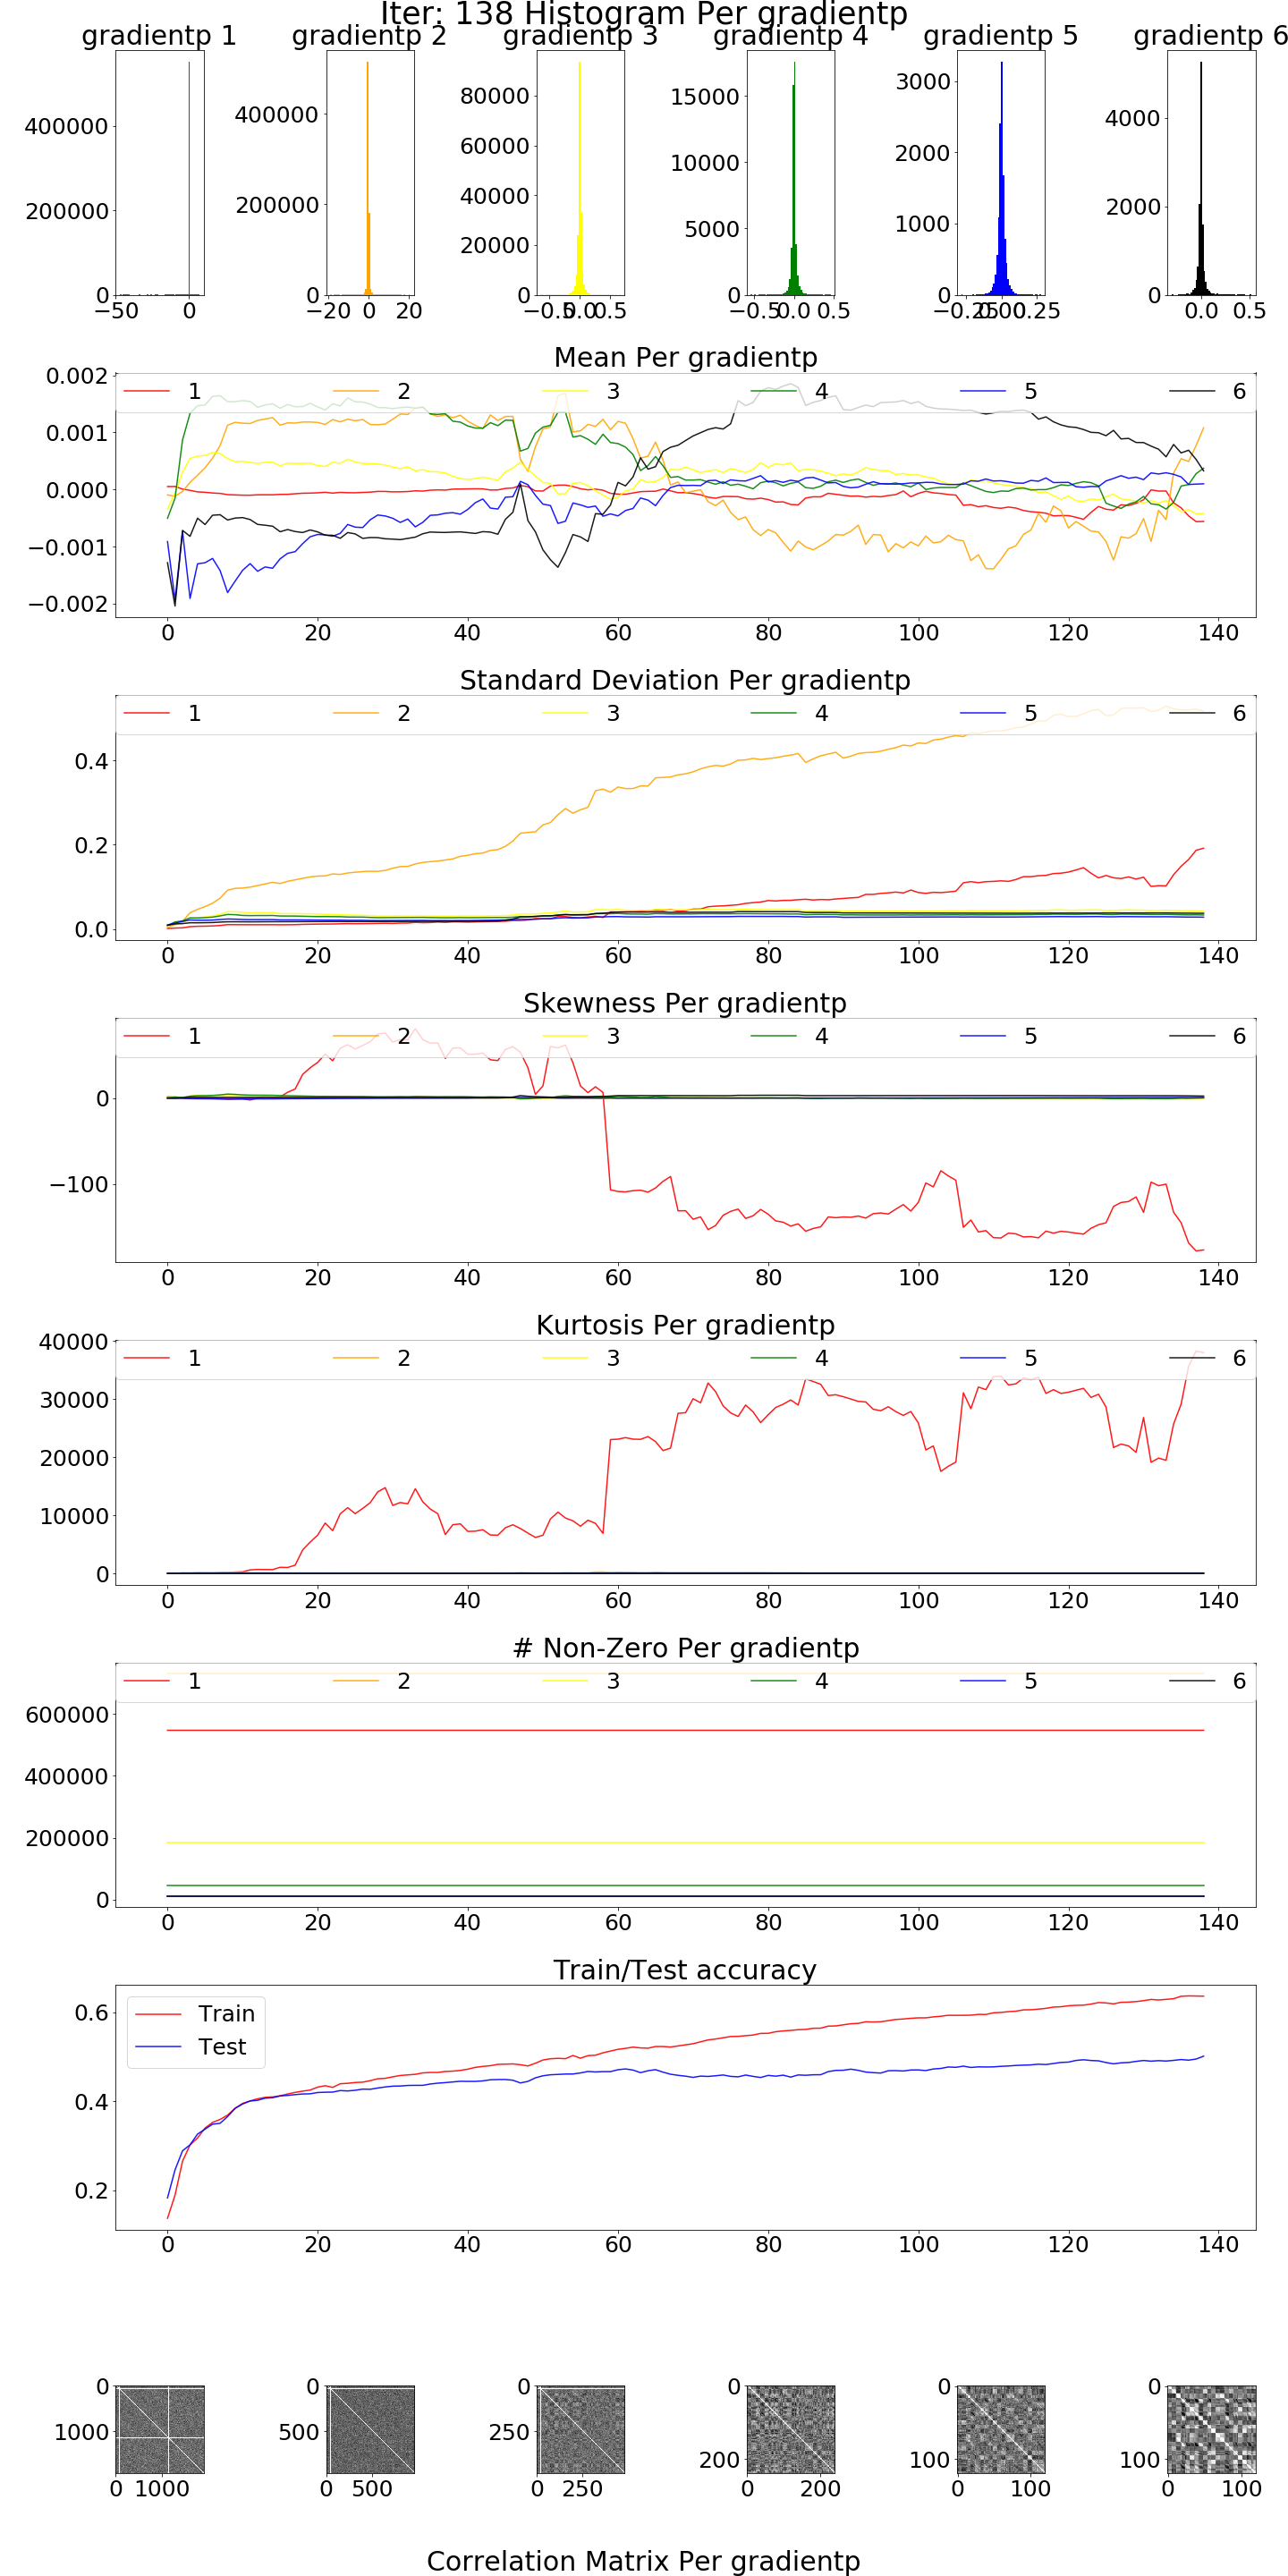 Iter: 138 Histogram Per gradientp
gradientp 1 gradientp 2 gradientp 3 gradientp 4 gradientp 5 gradientp 6
400000
200000
0
−50 0
400000
200000
0
−20 0 20
80000
60000
40000
20000
0
−0.5 0.0 0.5
15000
10000
5000
0
−0.5 0.0 0.5
3000
2000
1000
0
−0.25 0.00 0.25
4000
2000
0
0.0 0.5
Mean Per gradientp
1 2 3 4 5 6
0.002
0.001
0.000
−0.001
−0.002
0 20 40 60 80 100 120 140
Standard Deviation Per gradientp
1 2 3 4 5 6
0.4
0.2
0.0
0 20 40 60 80 100 120 140
Skewness Per gradientp
1 2 3 4 5 6
0
−100
0 20 40 60 80 100 120 140
Kurtosis Per gradientp
1 2 3 4 5 6
40000
30000
20000
10000
0
0 20 40 60 80 100 120 140
# Non-Zero Per gradientp
1 2 3 4 5 6
600000
400000
200000
0
0 20 40 60 80 100 120 140
Train/Test accuracy
Train
Test
0.6
0.4
0.2
0 20 40 60 80 100 120 140
0
1000
0 1000
0
500
0 500
0
250
0 250
0
200
0 200
0
100
0 100
0
100
0 100
Correlation Matrix Per gradientp